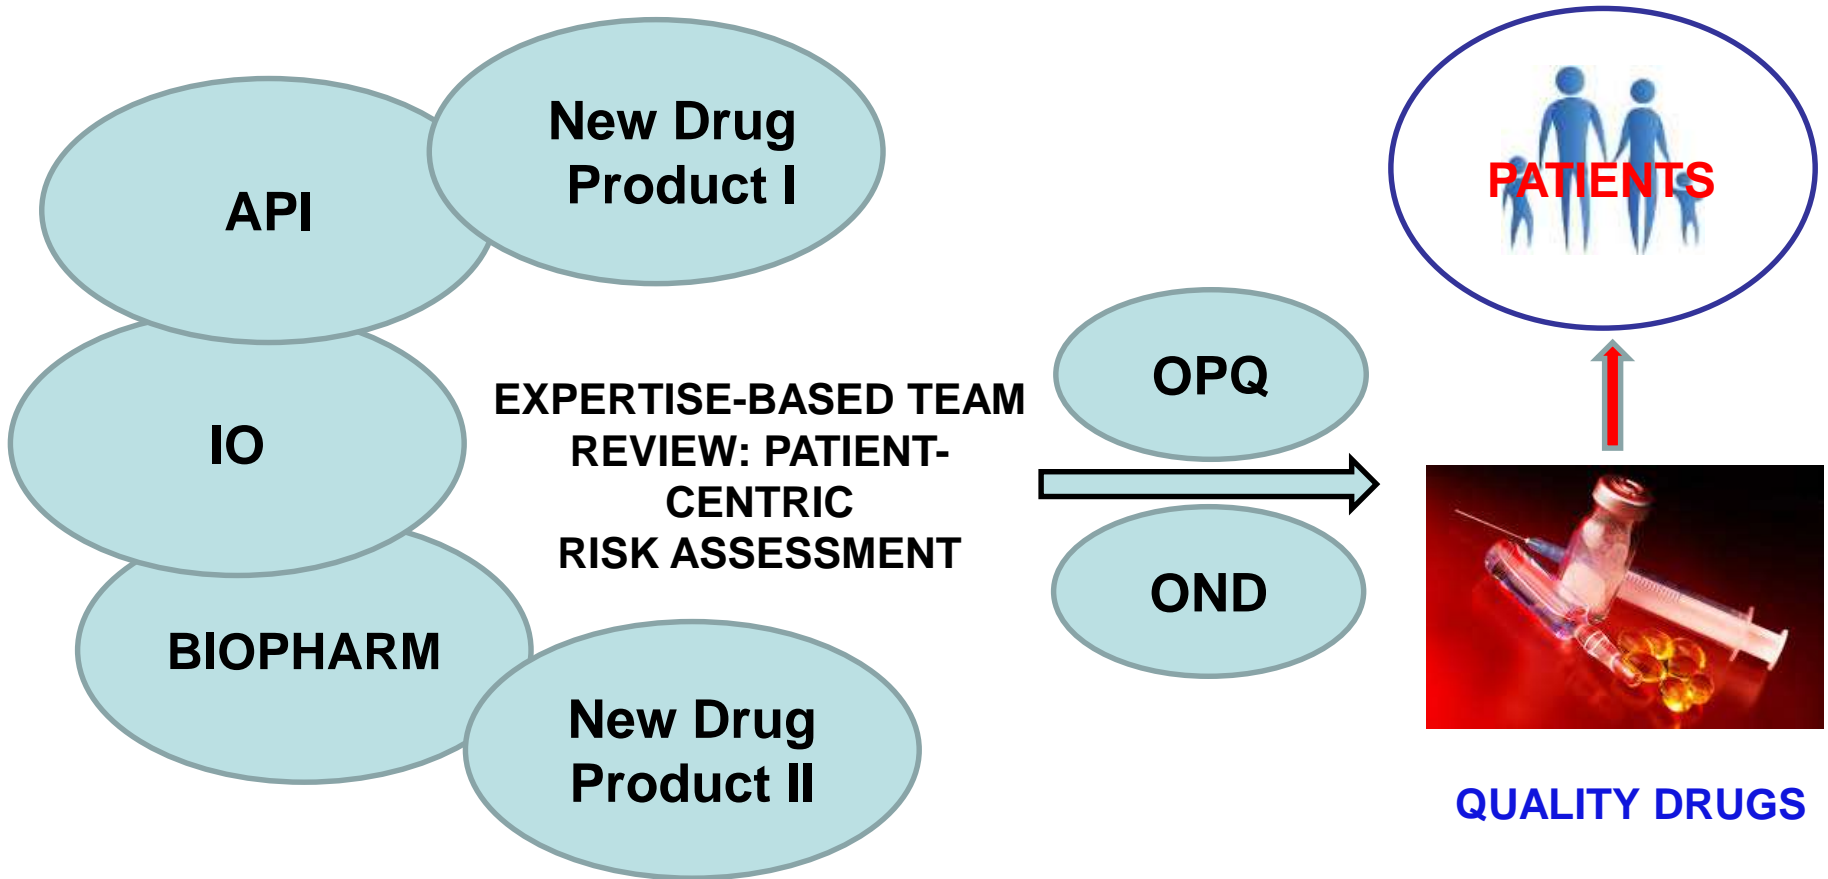 New Drug
Product I
API
IO
BIOPHARM
New Drug
Product II
EXPERTISE-BASED TEAM
REVIEW: PATIENT-
CENTRIC
RISK ASSESSMENT
OPQ
OND
PATIENTS
QUALITY DRUGS